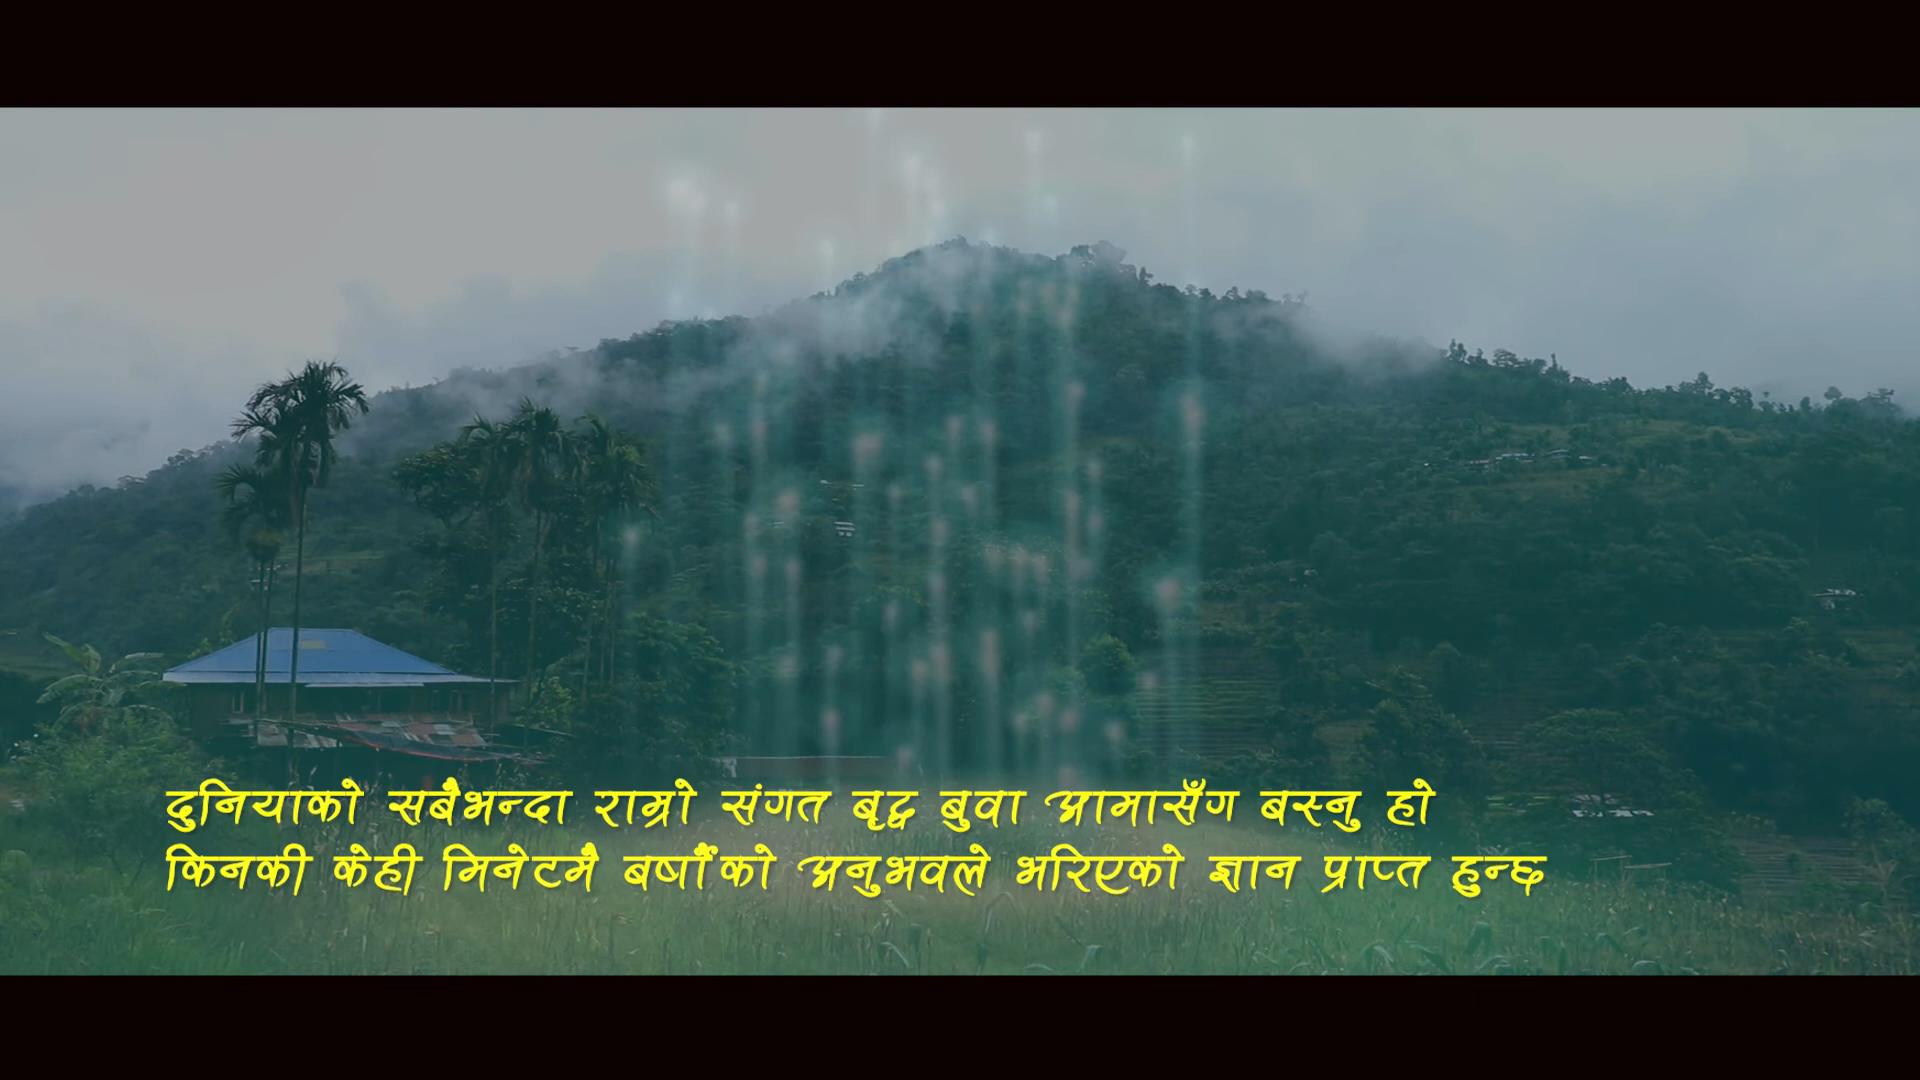 दुनियाको सबैभन्दा राम्रो संगत बृद्व बुवा आमासँग बस्नु हो
किनकी केही मिनेटमै बर्षौंको अनुभवले भरिएको ज्ञान प्राप्त हुन्छ